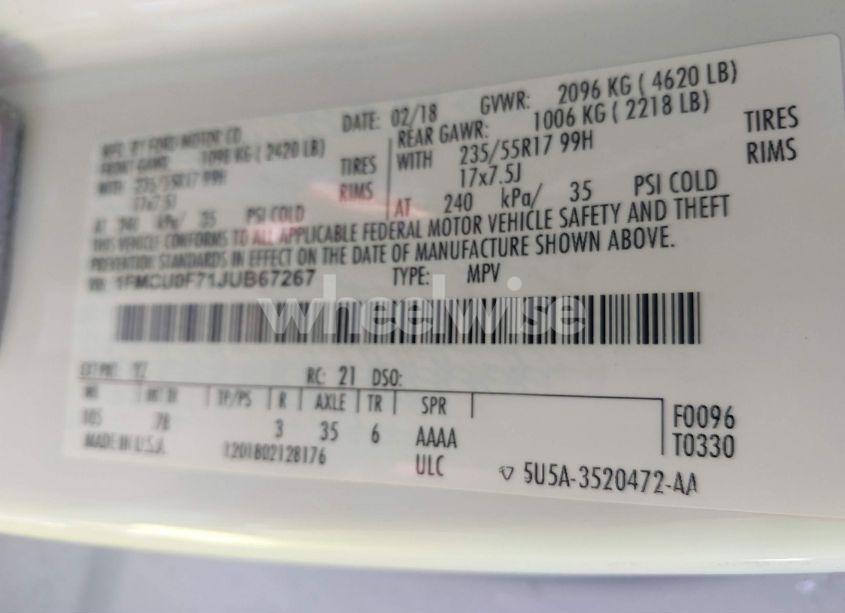 MFD. BY FORD MOTOR CO.
DATE: 02/18 GVWR: 2096 KG ( 4620 LB)
FRONT GAWR: 1098 KG ( 2420 LB) REAR GAWR: 1006 KG ( 2218 LB)
WITH 235/55R17 99H TIRES WITH 235/55R17 99H TIRES
17x7.5J RIMS 17x7.5J RIMS
AT 240 kPa/ 35 PSI COLD AT 240 kPa/ 35 PSI COLD
THIS VEHICLE CONFORMS TO ALL APPLICABLE FEDERAL MOTOR VEHICLE SAFETY AND THEFT
PREVENTION STANDARDS IN EFFECT ON THE DATE OF MANUFACTURE SHOWN ABOVE.
VIN: 1FMCU0F71JUB67267 TYPE: MPV
wheelwise
EXT PNT: YZ RC: 21 DSO:
WB INT TR TP/PS R AXLE TR SPR
105 7B 3 35 6 AAAA
F0096
T0330
MADE IN U.S.A. ULC
5U5A-3520472-AA